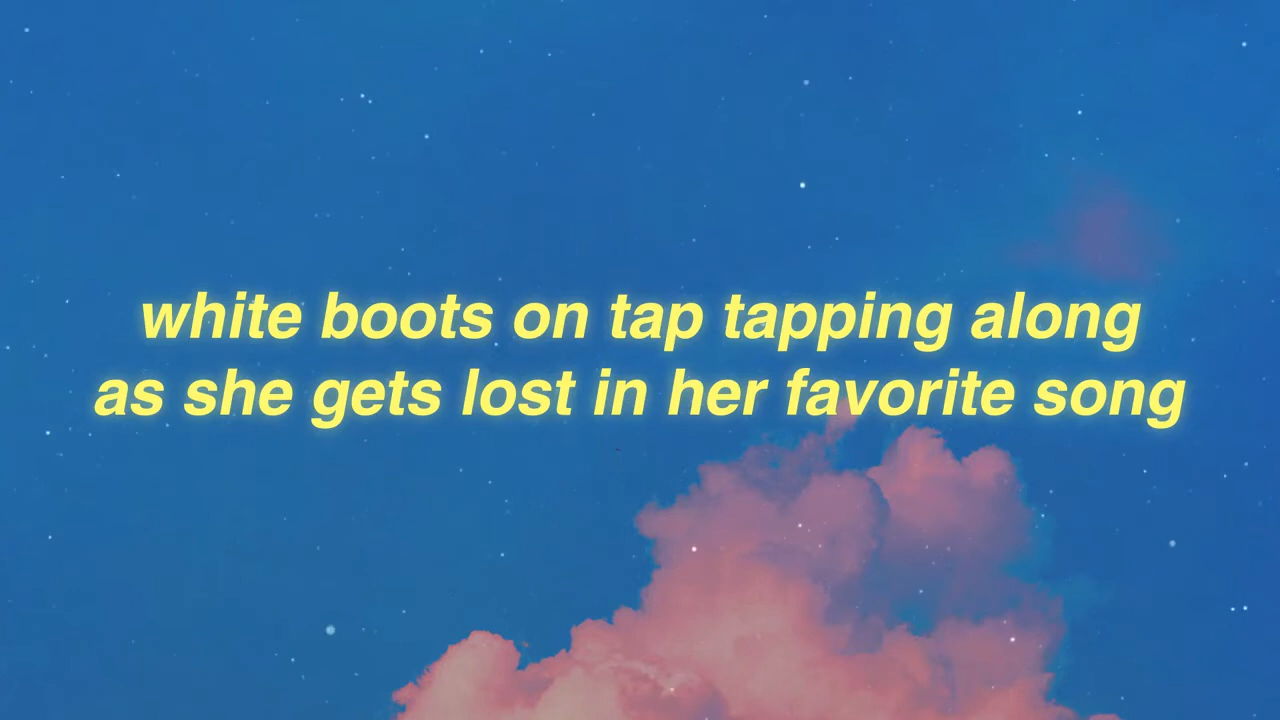 white boots on tap tapping along
as she gets lost in her favorite song